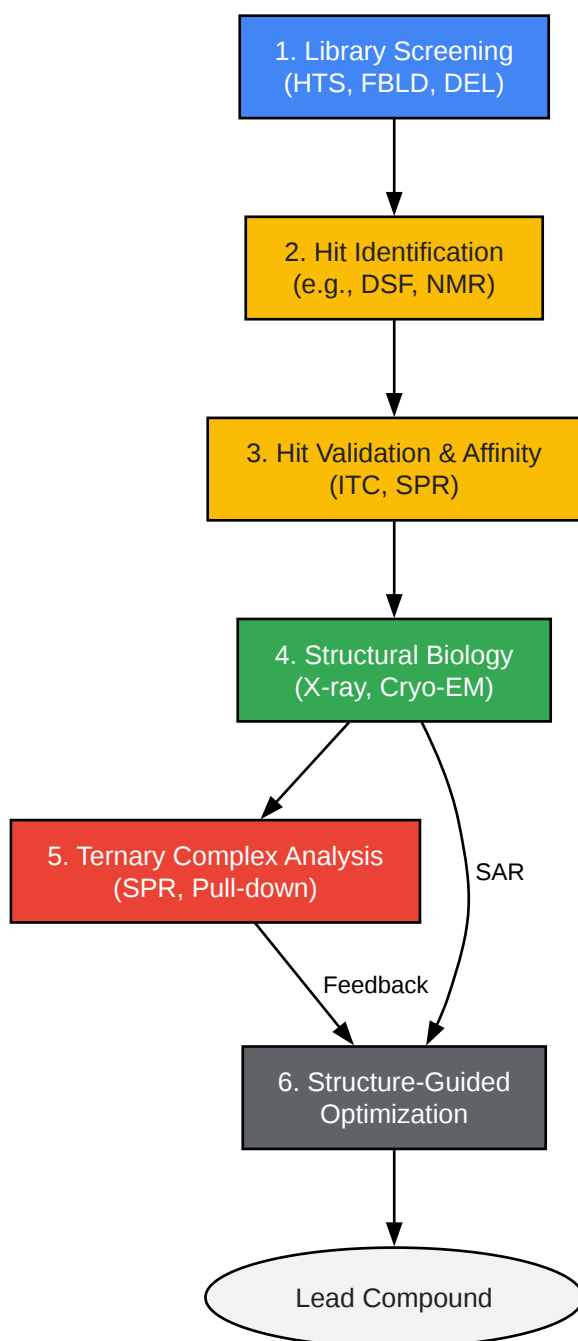 1. Library Screening
(HTS, FBLD, DEL)
2. Hit Identification
(e.g., DSF, NMR)
3. Hit Validation & Affinity
(ITC, SPR)
4. Structural Biology
(X-ray, Cryo-EM)
5. Ternary Complex Analysis
(SPR, Pull-down)
SAR
Feedback
6. Structure-Guided
Optimization
Lead Compound